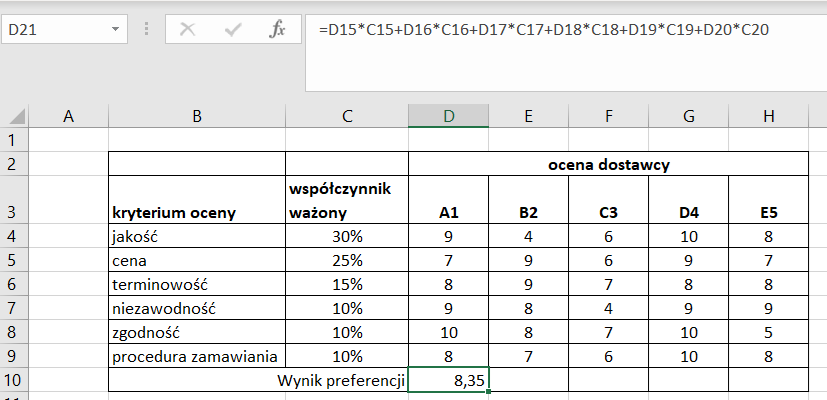 D21 fx =D15*C15+D16*C16+D17*C17+D18*C18+D19*C19+D20*C20
A B C D E F G H
1
2 ocena dostawcy
3 kryterium oceny współczynnik ważony A1 B2 C3 D4 E5
4 jakość 30% 9 4 6 10 8
5 cena 25% 7 9 6 9 7
6 terminowość 15% 8 9 7 8 8
7 niezawodność 10% 9 8 4 9 9
8 zgodność 10% 10 8 7 10 5
9 procedura zamawiania 10% 8 7 6 10 8
10 Wynik preferencji 8,35